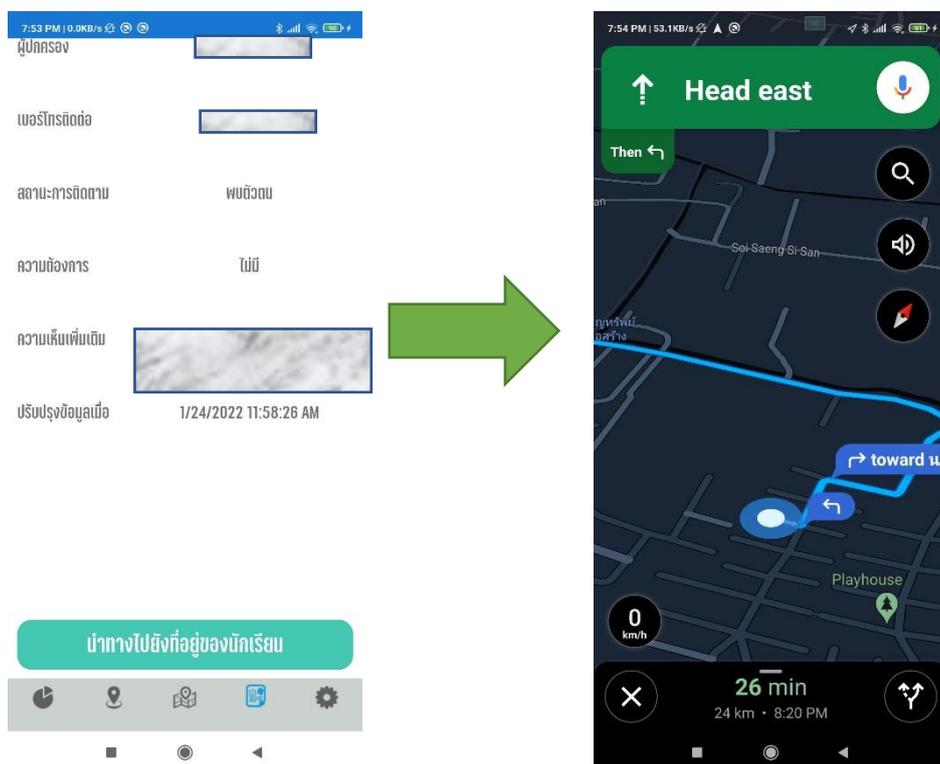 7:53 PM | 0.0KB/s
90
ผู้ปกครอง
เบอร์โทรติดต่อ
สถานะการติดตาม พบตัวตน
ความต้องการ ไม่มี
ความเห็นเพิ่มเติม
ปรับปรุงข้อมูลเมื่อ 1/24/2022 11:58:26 AM
นำทางไปยังที่อยู่ของนักเรียน
7:54 PM | 53.1KB/s
Head east
Then
an
Soi Saeng Si San
toward
Playhouse
0
km/h
26 min
24 km • 8:20 PM